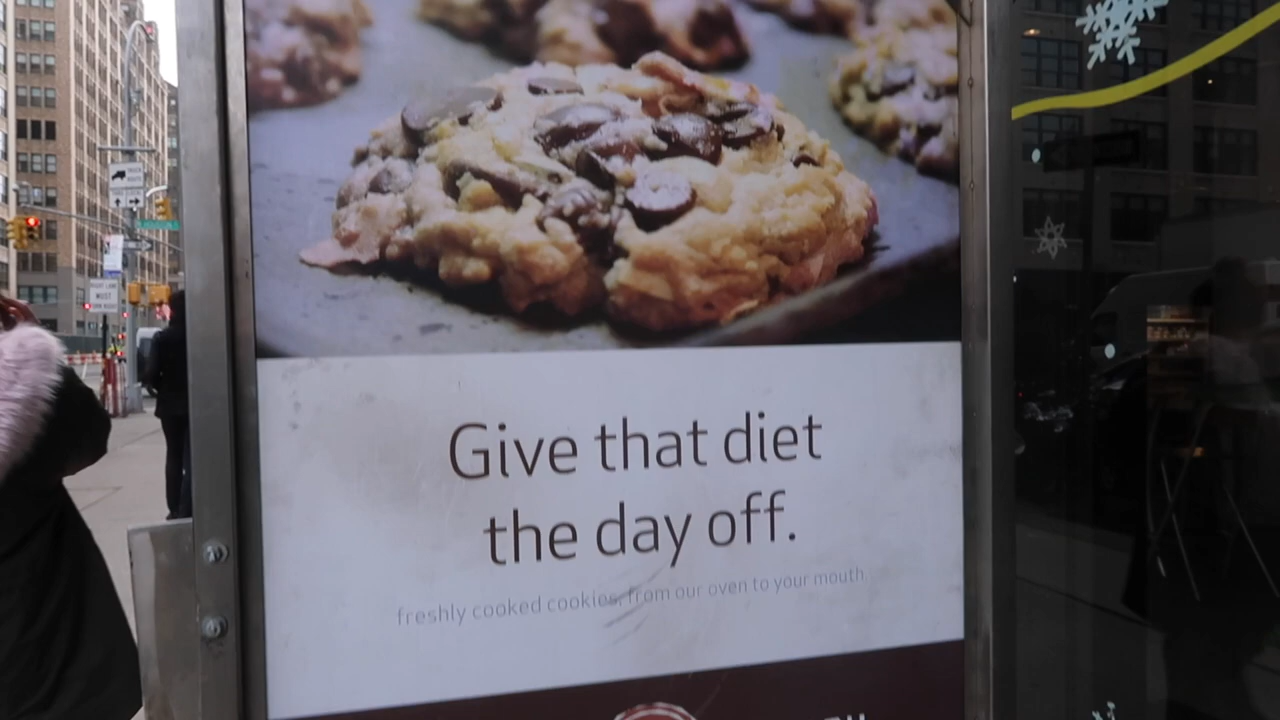 Give that diet
the day off.
freshly cooked cookies, from our oven to your mouth.